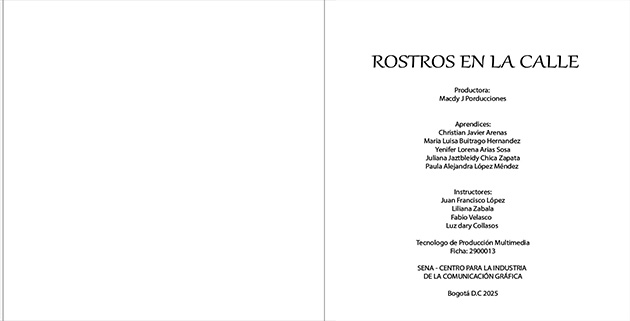 ROSTROS EN LA CALLE
Productora:
Macdy J Porducciones
Aprendices:
Christian Javier Arenas
Maria Luisa Buitrago Hernandez
Yenifer Lorena Arias Sosa
Juliana Jaztbleidy Chica Zapata
Paula Alejandra López Méndez
Instructores:
Juan Francisco López
Liliana Zabala
Fabio Velasco
Luz dary Collasos
Tecnologo de Producción Multimedia
Ficha: 2900013
SENA - CENTRO PARA LA INDUSTRIA
DE LA COMUNICACIÓN GRÁFICA
Bogotá D.C 2025